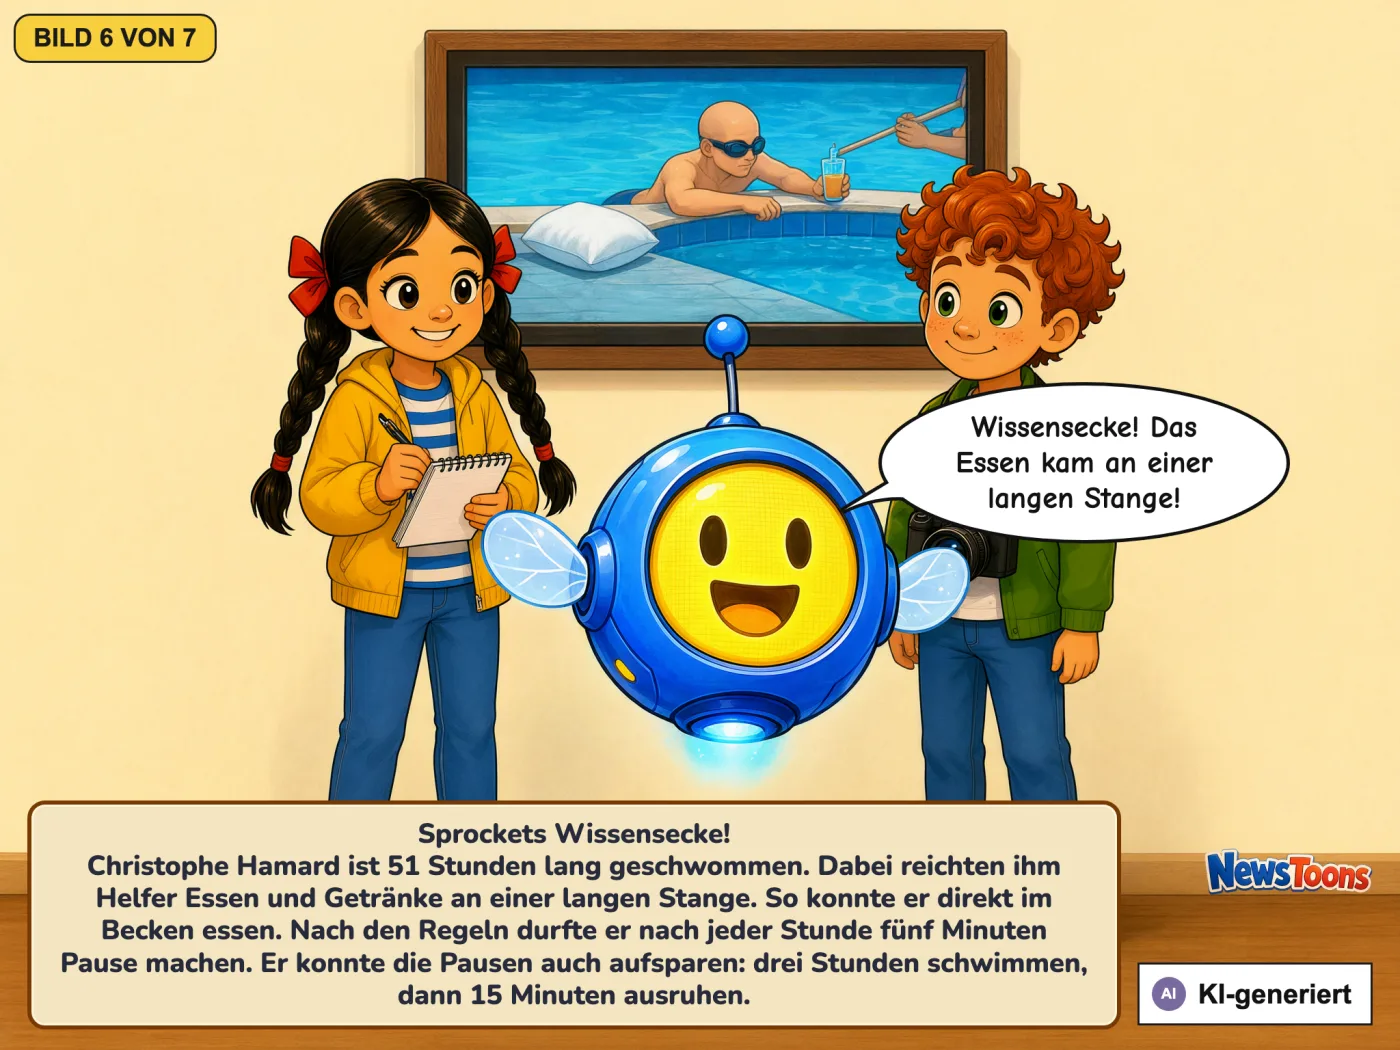 BILD 6 VON 7
Wissensecke! Das
Essen kam an einer
langen Stange!
Sprockets Wissensecke!
Christophe Hamard ist 51 Stunden lang geschwommen. Dabei reichten ihm
Helfer Essen und Getränke an einer langen Stange. So konnte er direkt im
Becken essen. Nach den Regeln durfte er nach jeder Stunde fünf Minuten
Pause machen. Er konnte die Pausen auch aufsparen: drei Stunden schwimmen,
dann 15 Minuten ausruhen.
NewsToons
AI KI-generiert